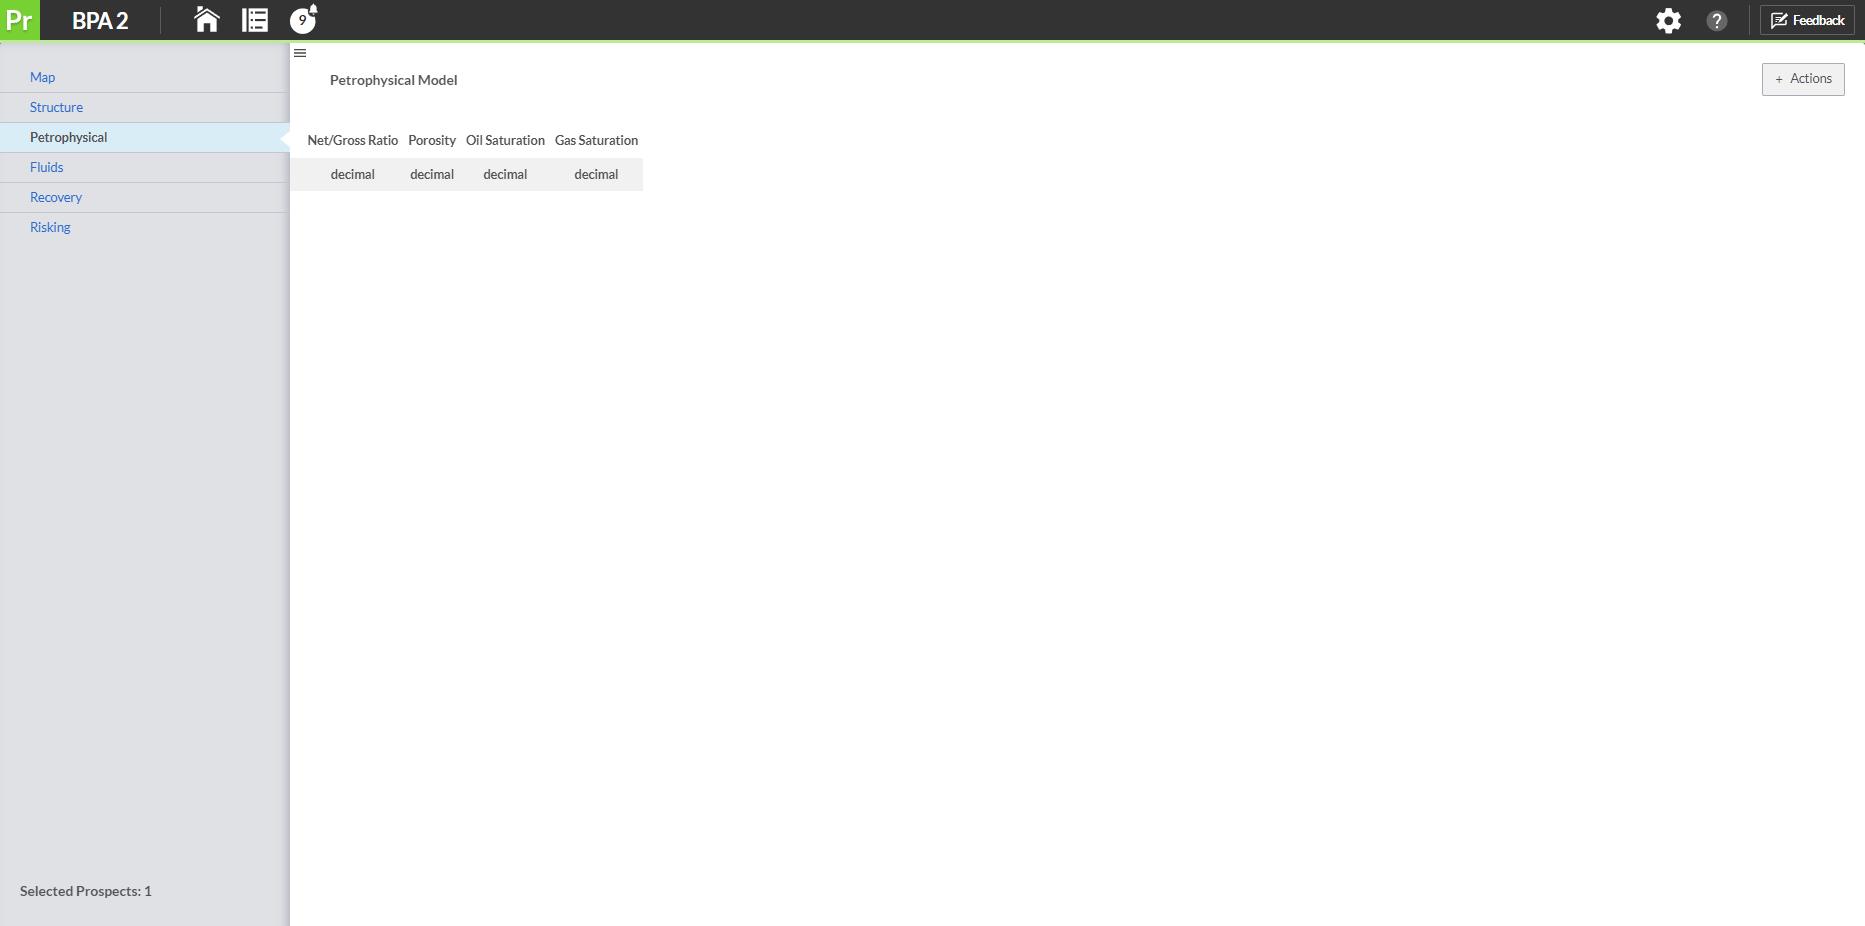 Pr BPA 2 9 Feedback
Map
Structure
Petrophysical
Fluids
Recovery
Risking
Selected Prospects: 1
Petrophysical Model
+ Actions
Net/Gross Ratio Porosity Oil Saturation Gas Saturation
decimal decimal decimal decimal